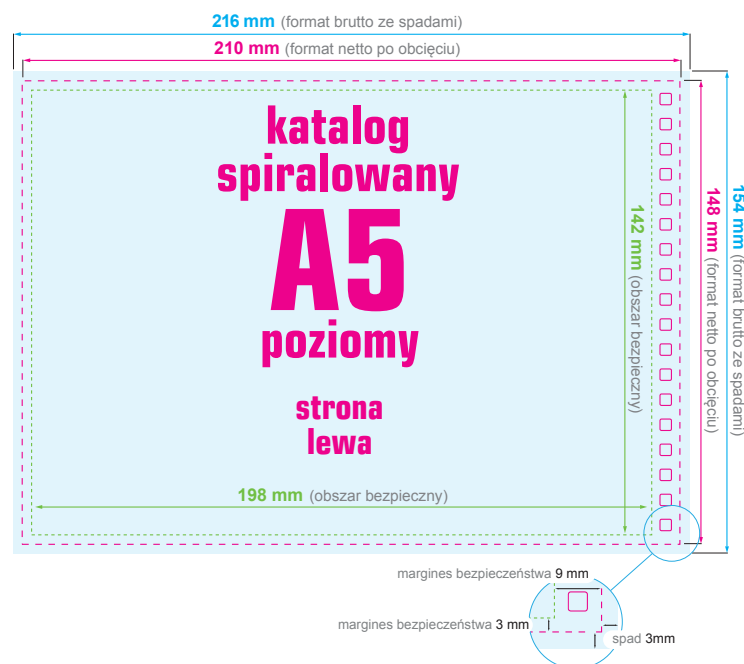 216 mm (format brutto ze spadami)
210 mm (format netto po obcięciu)
katalog
spiralowany
A5
poziomy
strona
lewa
198 mm (obszar bezpieczny)
142 mm (obszar bezpieczny)
148 mm (format netto po obcięciu)
154 mm (format brutto ze spadami)
margines bezpieczeństwa 9 mm
margines bezpieczeństwa 3 mm
spad 3mm